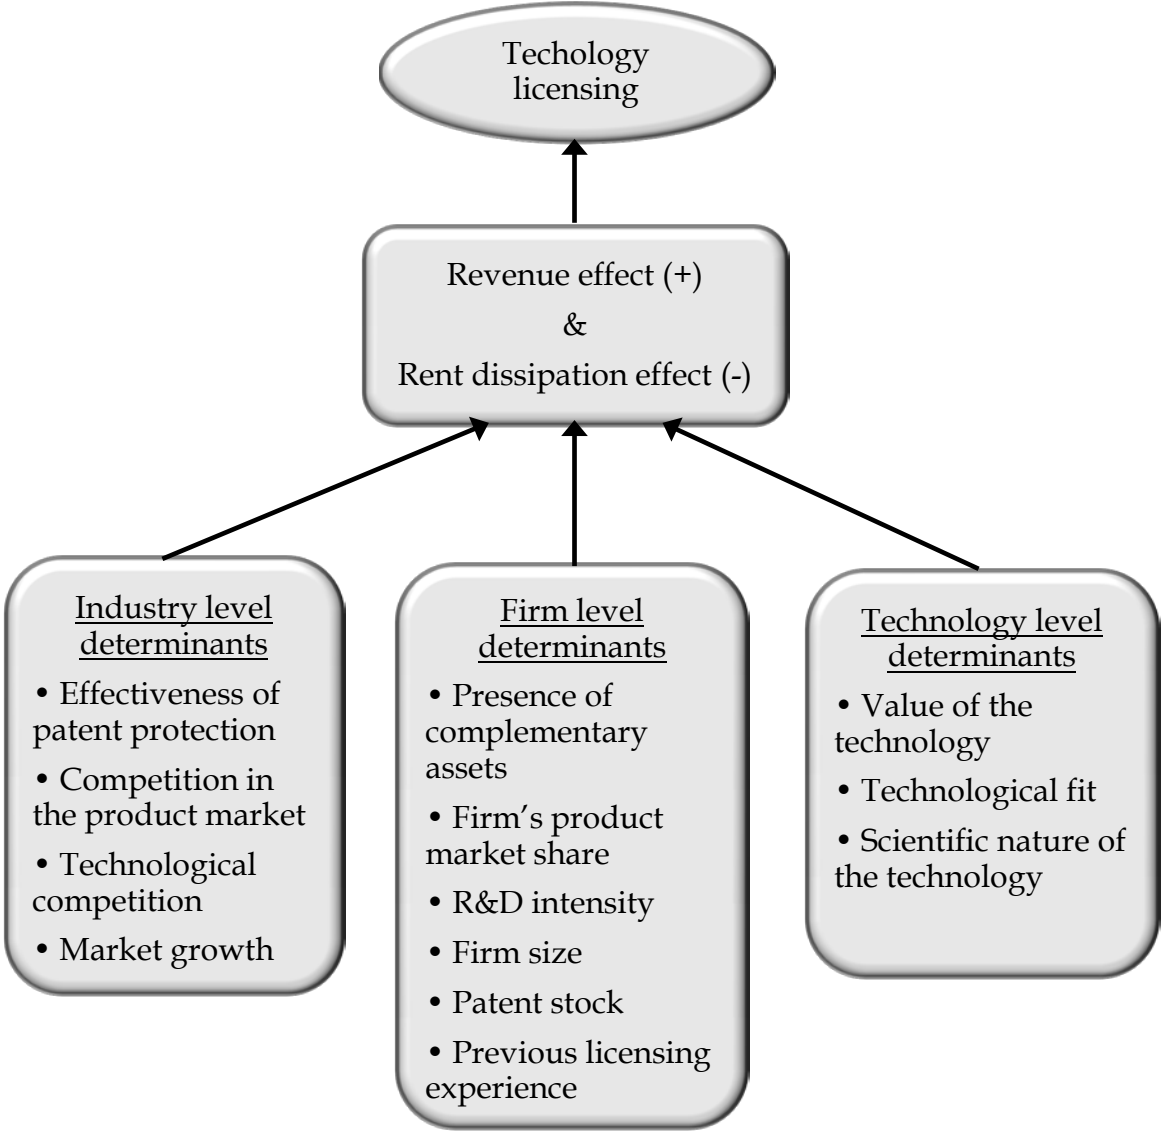 Techology
licensing
Revenue effect (+)
&
Rent dissipation effect (-)
Industry level
determinants
• Effectiveness of
patent protection
• Competition in
the product market
• Technological
competition
• Market growth
Firm level
determinants
• Presence of
complementary
assets
• Firm's product
market share
• R&D intensity
• Firm size
• Patent stock
• Previous licensing
experience
Technology level
determinants
• Value of the
technology
• Technological fit
• Scientific nature of
the technology